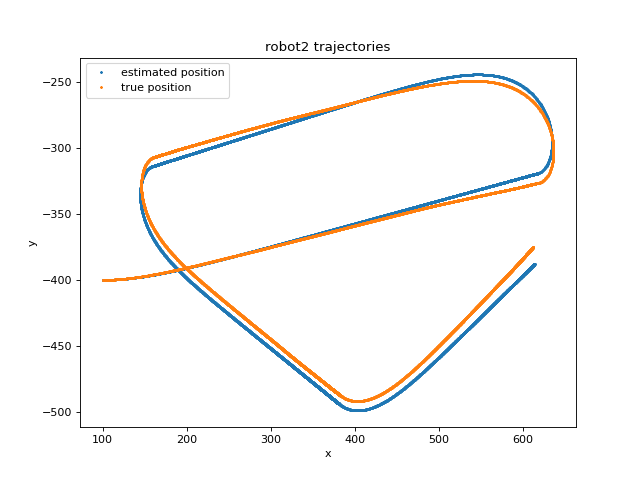 robot2 trajectories
estimated position
true position
−250
−300
−350
−400
−450
−500
y
100
200
300
400
500
600
x